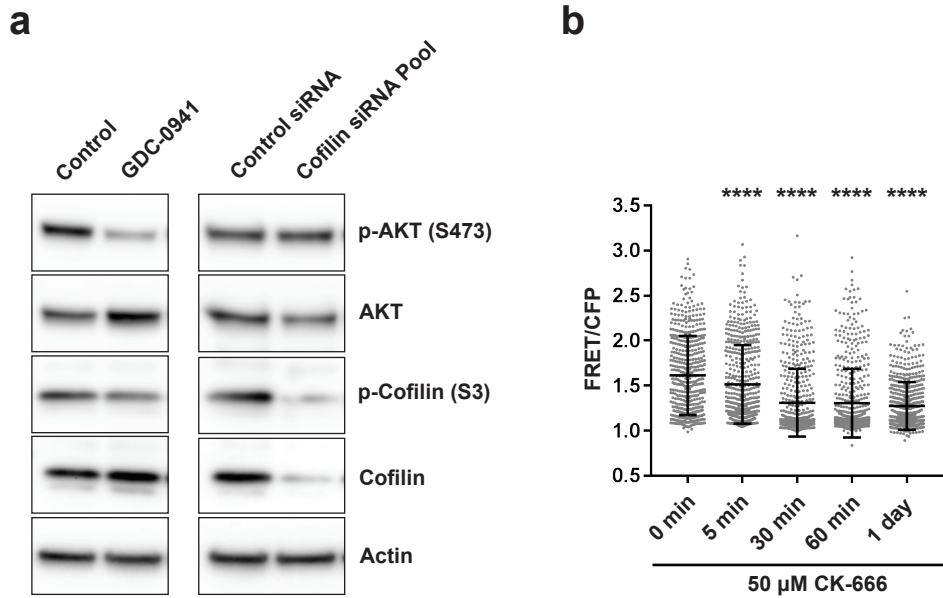 a
Control
GDC-0941
Control siRNA
Cofilin siRNA Pool
p-AKT (S473)
AKT
p-Cofilin (S3)
Cofilin
Actin
b
**** **** **** ****
FRET/CFP
3.5
3.0
2.5
2.0
1.5
1.0
0.5
0 min
5 min
30 min
60 min
1 day
50 µM CK-666